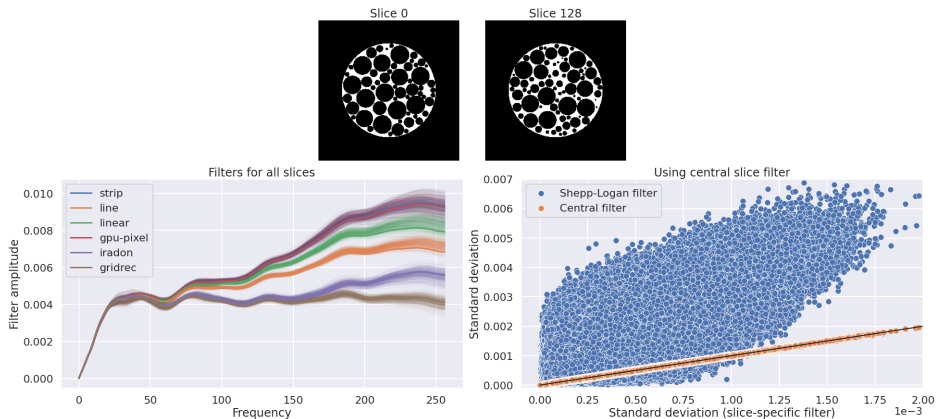 Slice 0
Slice 128
Filters for all slices
Filter amplitude
0.010
0.008
0.006
0.004
0.002
0.000
strip
line
linear
gpu-pixel
iradon
gridrec
0
50
100
150
200
250
Frequency
Using central slice filter
Standard deviation
0.007
0.006
0.005
0.004
0.003
0.002
0.001
0.000
Shepp-Logan filter
Central filter
0.00
0.25
0.50
0.75
1.00
1.25
1.50
1.75
2.00
1e−3
Standard deviation (slice-specific filter)